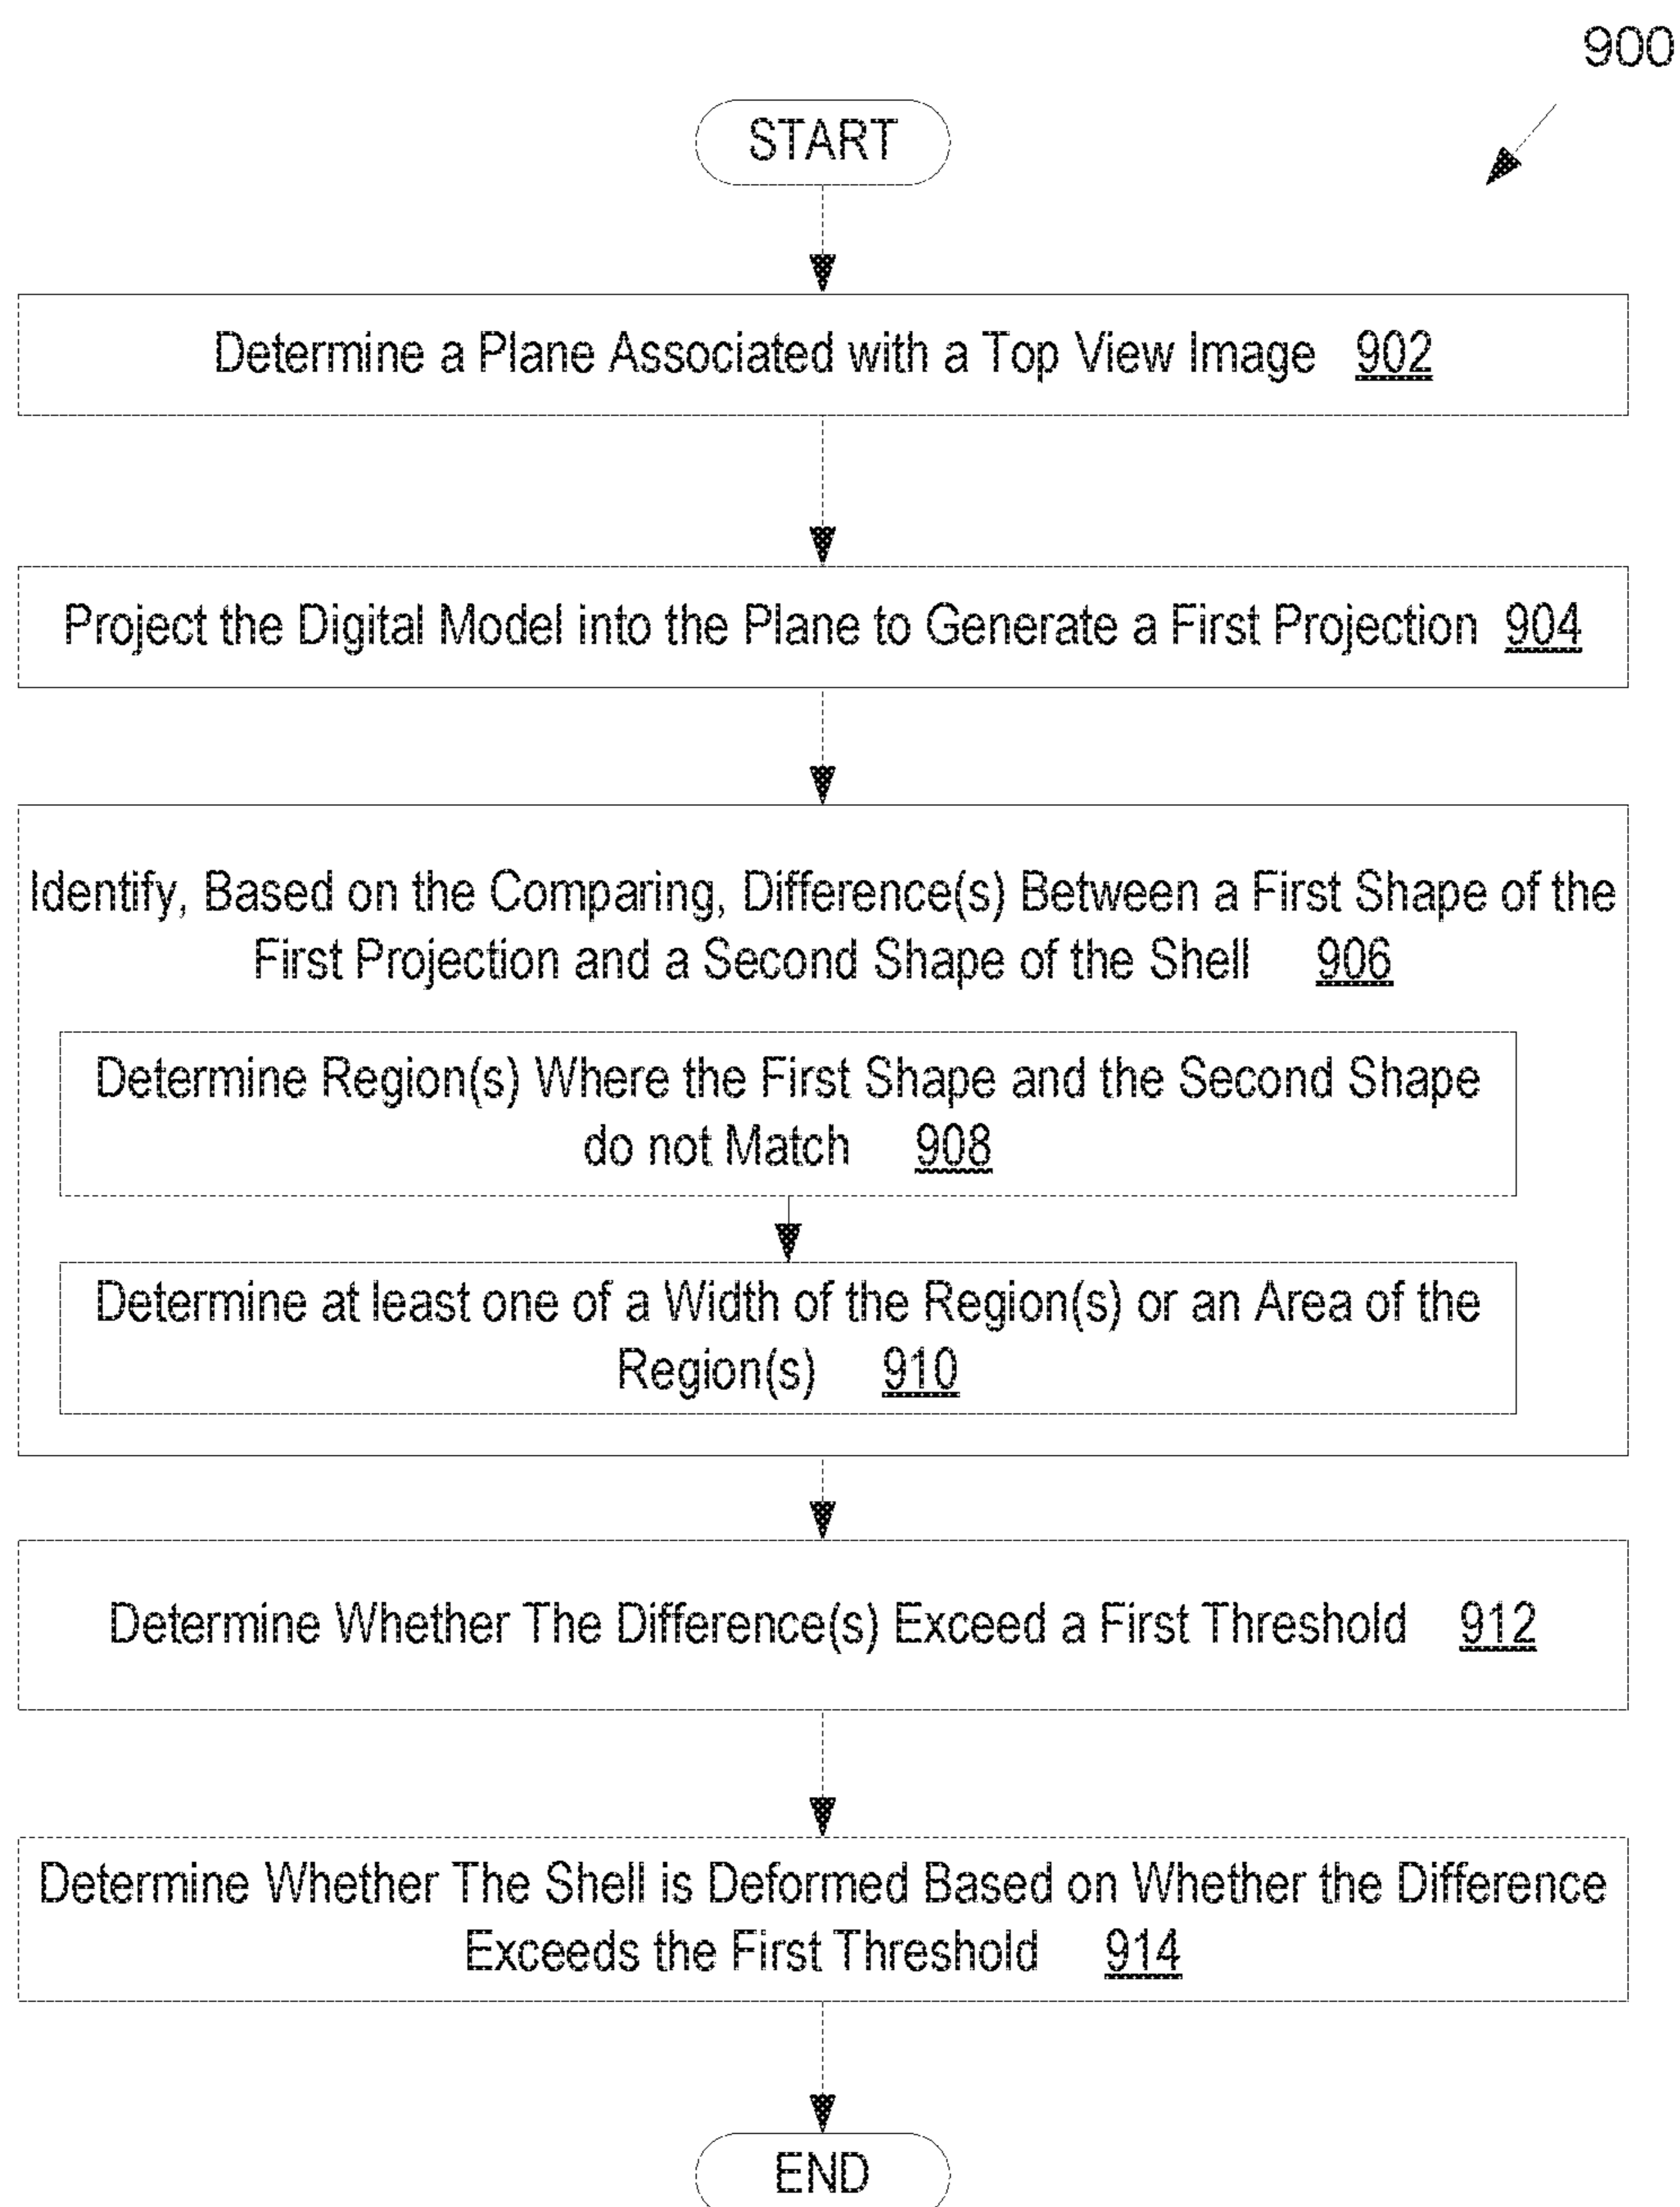 900
START
Determine a Plane Associated with a Top View Image 902
Project the Digital Model into the Plane to Generate a First Projection 904
Identify, Based on the Comparing, Difference(s) Between a First Shape of the
First Projection and a Second Shape of the Shell 906
Determine Region(s) Where the First Shape and the Second Shape
do not Match 908
Determine at least one of a Width of the Region(s) or an Area of the
Region(s) 910
Determine Whether The Difference(s) Exceed a First Threshold 912
Determine Whether The Shell is Deformed Based on Whether the Difference
Exceeds the First Threshold 914
END